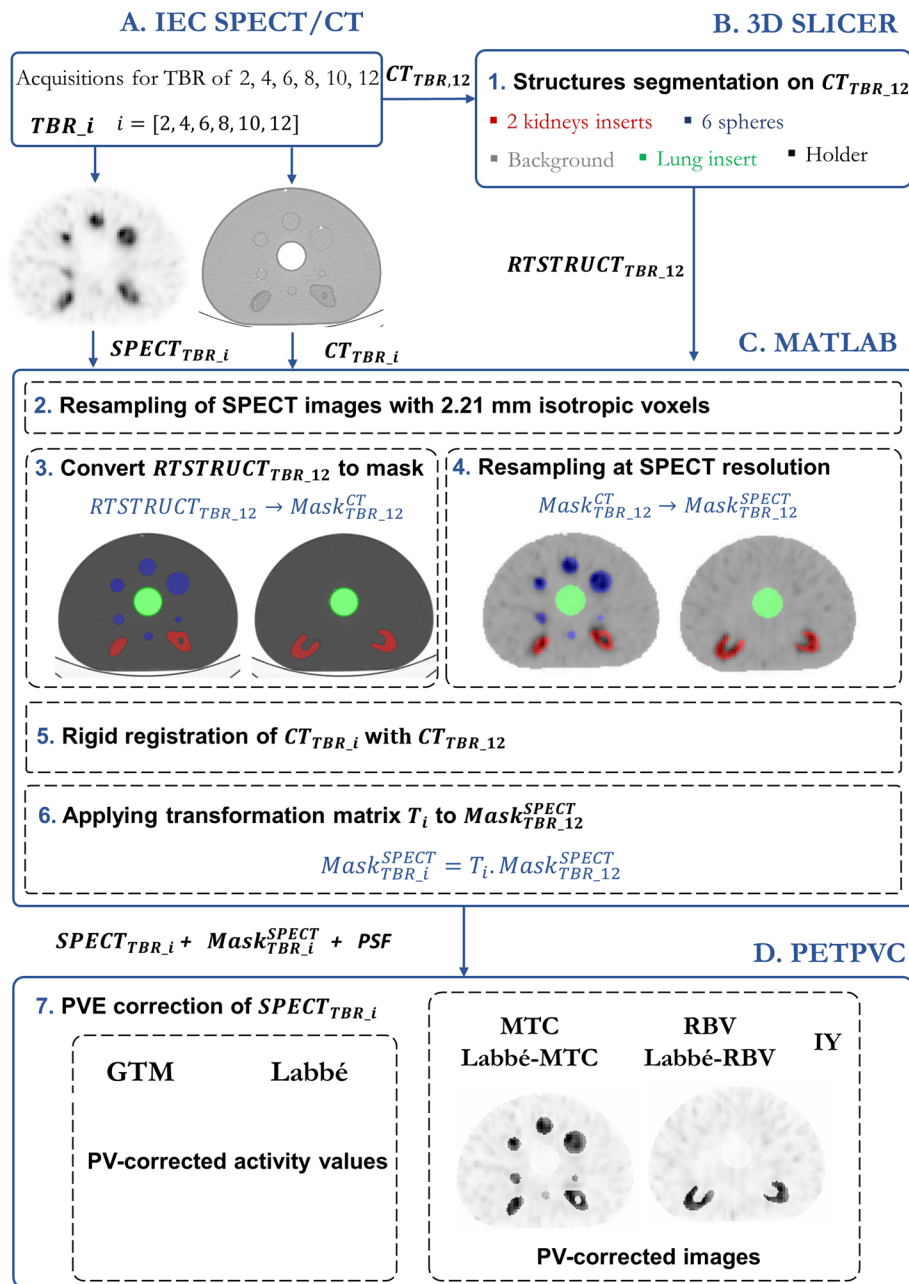 A. IEC SPECT/CT
B. 3D SLICER
Acquisitions for TBR of 2, 4, 6, 8, 10, 12
TBR_i i = [2, 4, 6, 8, 10, 12]
CT_TBR,12
1. Structures segmentation on CT_TBR_12
2 kidneys inserts 6 spheres
Background Lung insert Holder
RTSTRUCT_TBR_12
SPECT_TBR_i
CT_TBR_i
C. MATLAB
2. Resampling of SPECT images with 2.21 mm isotropic voxels
3. Convert RTSTRUCT_TBR_12 to mask
RTSTRUCT_TBR_12 → Mask^CT_TBR_12
4. Resampling at SPECT resolution
Mask^CT_TBR_12 → Mask^SPECT_TBR_12
5. Rigid registration of CT_TBR_i with CT_TBR_12
6. Applying transformation matrix T_i to Mask^SPECT_TBR_12
Mask^SPECT_TBR_i = T_i. Mask^SPECT_TBR_12
SPECT_TBR_i + Mask^SPECT_TBR_i + PSF
D. PETPVC
7. PVE correction of SPECT_TBR_i
GTM Labbé
PV-corrected activity values
MTC RBV IY
Labbé-MTC Labbé-RBV
PV-corrected images